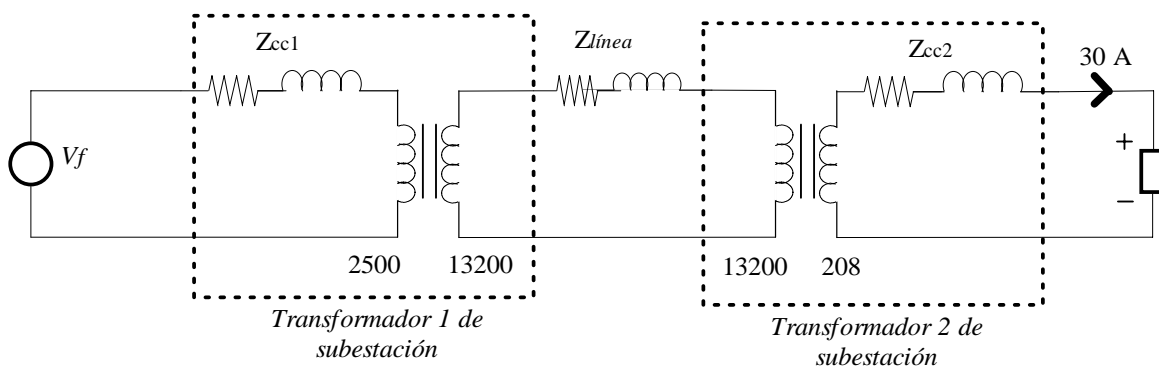 Zcc1
Zlínea
Zcc2
30 A
Vf
+
−
2500
13200
13200
208
Transformador 1 de
subestación
Transformador 2 de
subestación